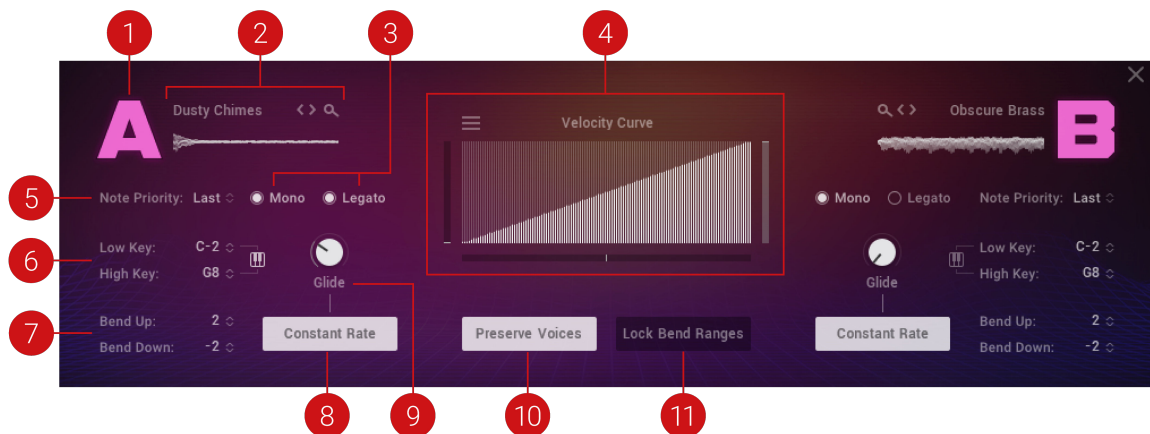 1 2 3 4
A Dusty Chimes Velocity Curve Obscure Brass B
5 Note Priority: Last Mono Legato Mono Legato Note Priority: Last
6 Low Key: C-2 Low Key: C-2
High Key: G8 High Key: G8
Glide Glide
7 Bend Up: 2 Constant Rate Preserve Voices Lock Bend Ranges Constant Rate Bend Up: 2
Bend Down: -2 Bend Down: -2
8 9 10 11